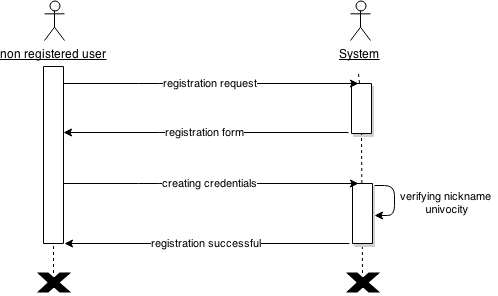 non registered user
System
registration request
registration form
creating credentials
verifying nickname
univocity
registration successful